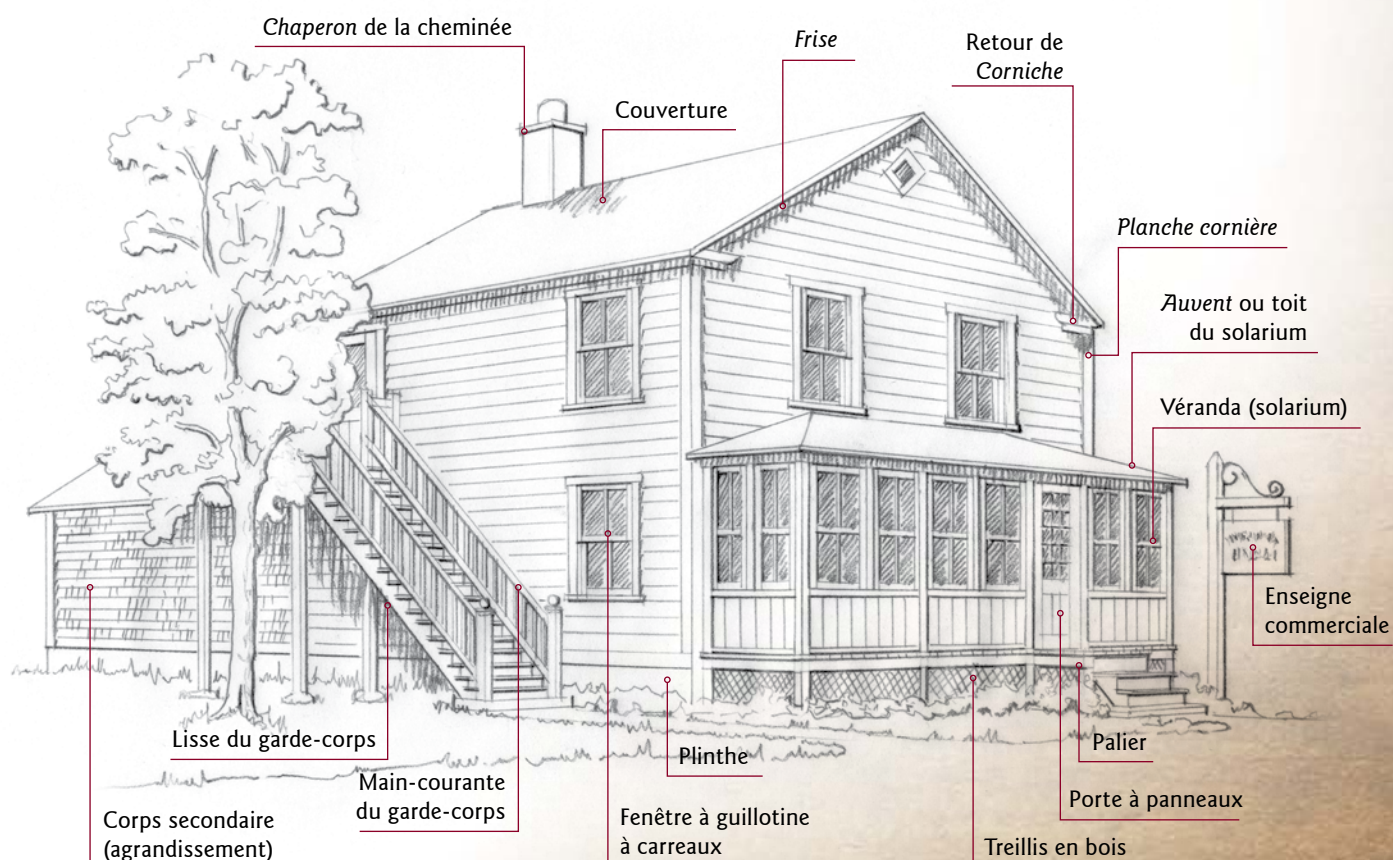 Chaperon de la cheminée
Frise
Retour de
Corniche
Couverture
Planche cornière
Auvent ou toit
du solarium
Véranda (solarium)
Enseigne
commerciale
Lisse du garde-corps
Plinthe
Palier
Main-courante
du garde-corps
Porte à panneaux
Corps secondaire
(agrandissement)
Fenêtre à guillotine
à carreaux
Treillis en bois